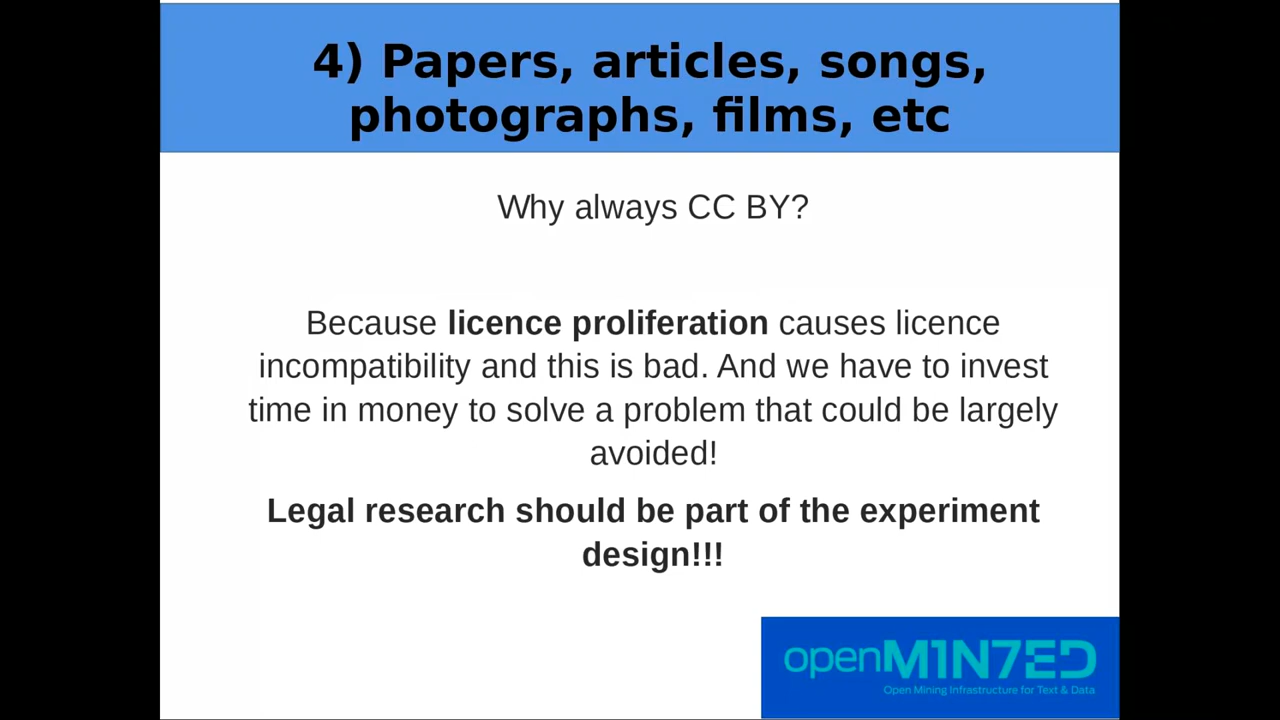 4) Papers, articles, songs,
photographs, films, etc
Why always CC BY?
Because licence proliferation causes licence
incompatibility and this is bad. And we have to invest
time in money to solve a problem that could be largely
avoided!
Legal research should be part of the experiment
design!!!
openM1N7ED
Open Mining Infrastructure for Text & Data